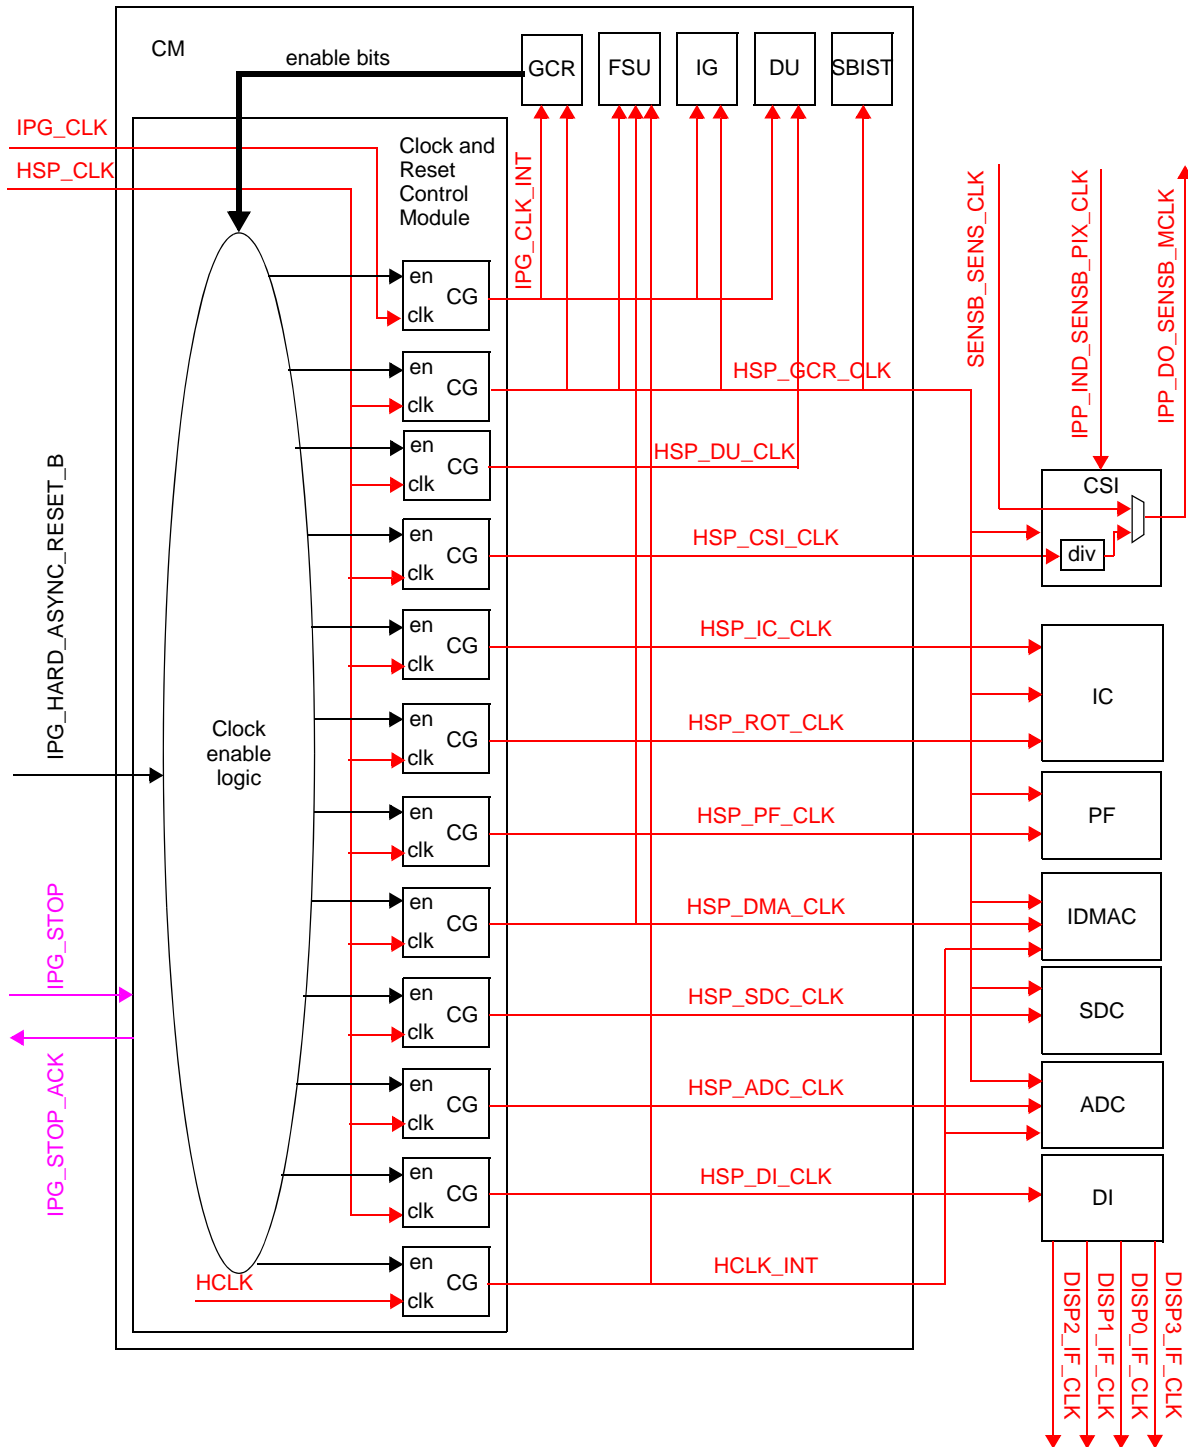 CM
enable bits
GCR
FSU
IG
DU
SBIST
IPG_CLK
HSP_CLK
Clock and
Reset
Control
Module
IPG_CLK_INT
SENSB_SENS_CLK
IPP_IND_SENSB_PIX_CLK
IPP_DO_SENSB_MCLK
en
CG
clk
en
CG
clk
HSP_GCR_CLK
en
CG
clk
HSP_DU_CLK
IPG_HARD_ASYNC_RESET_B
CSI
div
en
CG
clk
HSP_CSI_CLK
en
CG
clk
HSP_IC_CLK
IC
Clock
enable
logic
en
CG
clk
HSP_ROT_CLK
en
CG
clk
HSP_PF_CLK
PF
IPG_STOP
en
CG
clk
HSP_DMA_CLK
IDMAC
en
CG
clk
HSP_SDC_CLK
SDC
IPG_STOP_ACK
en
CG
clk
HSP_ADC_CLK
ADC
en
CG
clk
HSP_DI_CLK
DI
HCLK
en
CG
clk
HCLK_INT
DISP2_IF_CLK
DISP1_IF_CLK
DISP0_IF_CLK
DISP3_IF_CLK